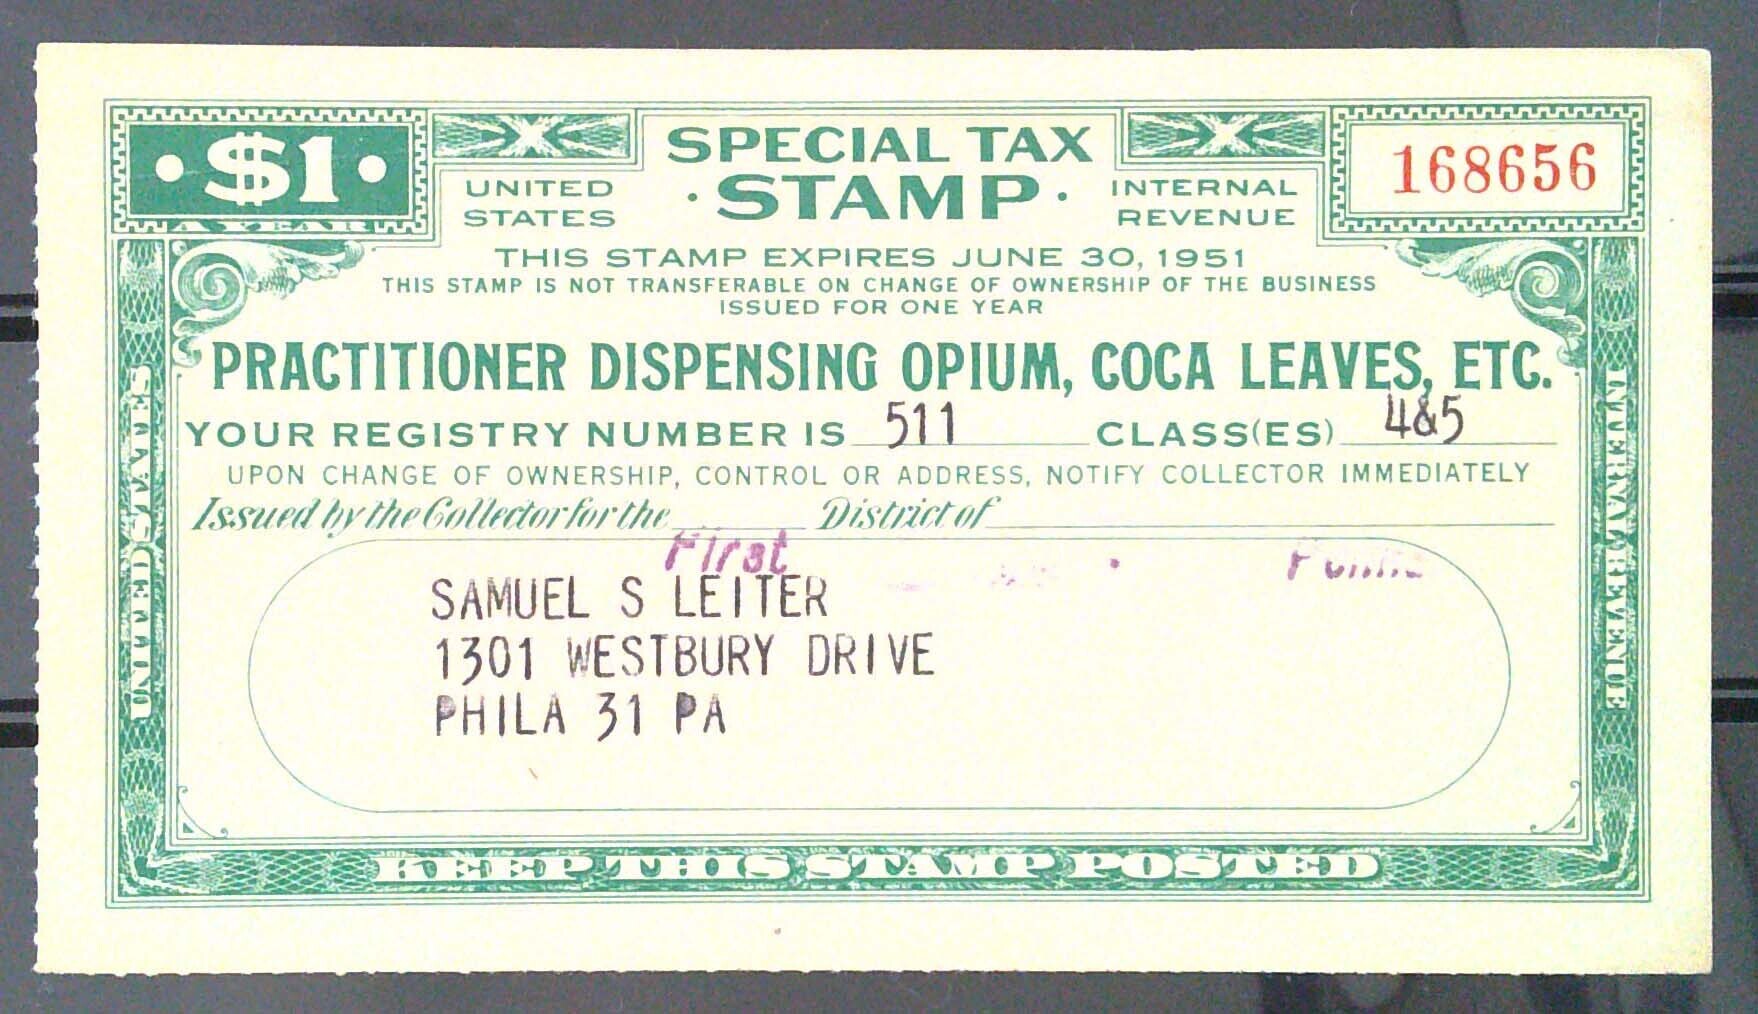 $1
A YEAR
SPECIAL TAX
· STAMP ·
UNITED
STATES
INTERNAL
REVENUE
168656
THIS STAMP EXPIRES JUNE 30, 1951
THIS STAMP IS NOT TRANSFERABLE ON CHANGE OF OWNERSHIP OF THE BUSINESS
ISSUED FOR ONE YEAR
PRACTITIONER DISPENSING OPIUM, COCA LEAVES, ETC.
YOUR REGISTRY NUMBER IS 511 CLASS(ES) 4&5
UPON CHANGE OF OWNERSHIP, CONTROL OR ADDRESS, NOTIFY COLLECTOR IMMEDIATELY
Issued by the Collector for the District of
First
SAMUEL S LEITER
1301 WESTBURY DRIVE
PHILA 31 PA
UNITED STATES
INTERNAL REVENUE
KEEP THIS STAMP POSTED